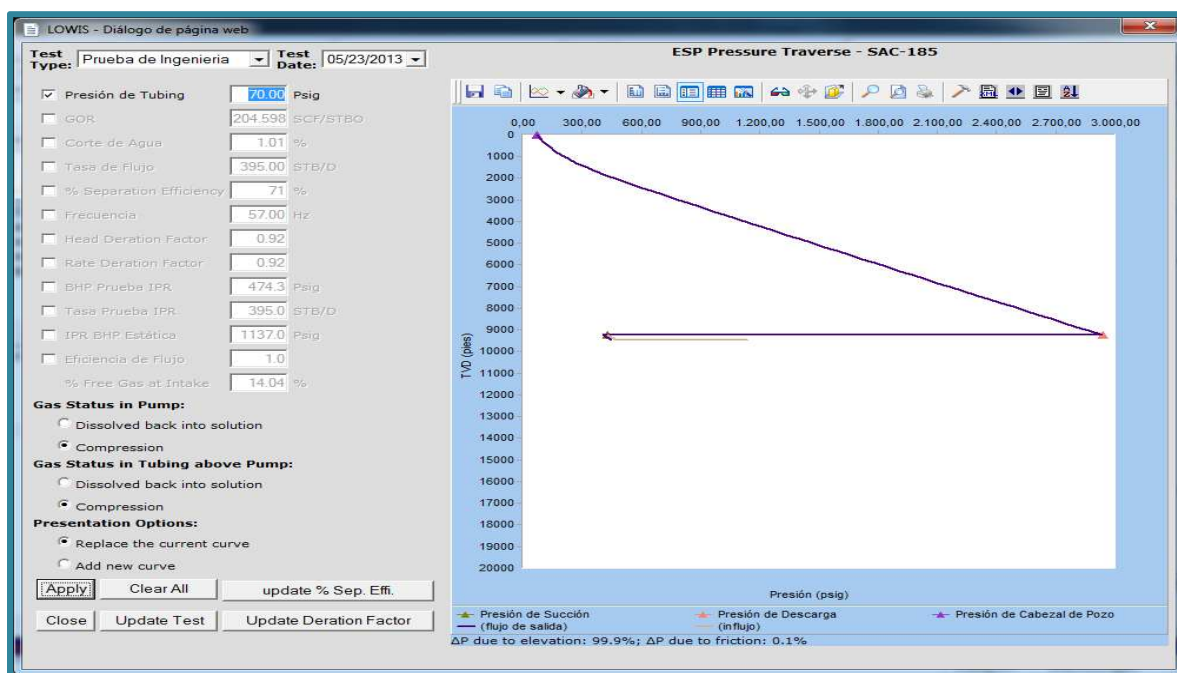 LOWIS - Diálogo de página web
Test Type: Prueba de Ingenieria Test Date: 05/23/2013
Presión de Tubing 70.00 Psig
GOR 204.598 SCF/STBO
Corte de Agua 1.01 %
Tasa de Flujo 395.00 STB/D
% Separation Efficiency 71 %
Frecuencia 57.00 Hz
Head Deration Factor 0.92
Rate Deration Factor 0.92
BHP Prueba IPR 474.3 Psig
Tasa Prueba IPR 395.0 STB/D
IPR BHP Estática 1137.0 Psig
Eficiencia de Flujo 1.0
% Free Gas at Intake 14.04 %
Gas Status in Pump:
Dissolved back into solution
Compression
Gas Status in Tubing above Pump:
Dissolved back into solution
Compression
Presentation Options:
Replace the current curve
Add new curve
Apply Clear All update % Sep. Effi.
Close Update Test Update Deration Factor
ESP Pressure Traverse - SAC-185
0,00 300,00 600,00 900,00 1.200,00 1.500,00 1.800,00 2.100,00 2.400,00 2.700,00 3.000,00
0
1000
2000
3000
4000
5000
6000
7000
8000
9000
10000
11000
12000
13000
14000
15000
16000
17000
18000
19000
20000
TVD (pies)
Presión (psig)
Presión de Succión Presión de Descarga Presión de Cabezal de Pozo
(flujo de salida) (influjo)
ΔP due to elevation: 99.9%; ΔP due to friction: 0.1%